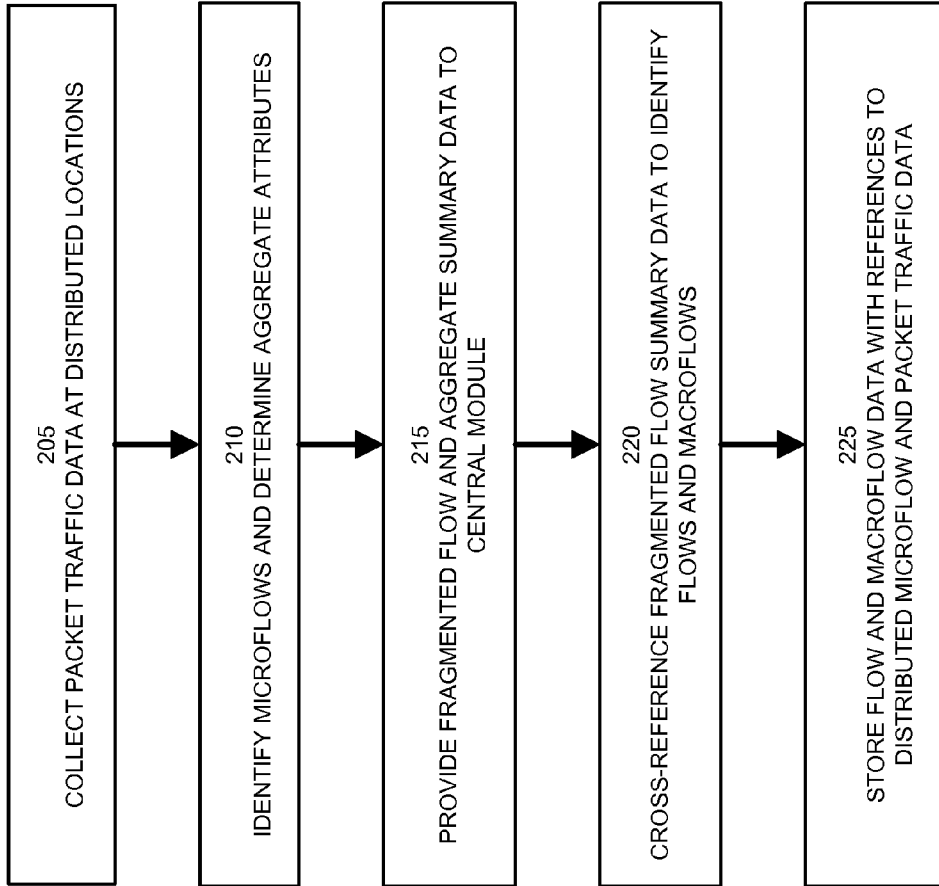 205
COLLECT PACKET TRAFFIC DATA AT DISTRIBUTED LOCATIONS
210
IDENTIFY MICROFLOWS AND DETERMINE AGGREGATE ATTRIBUTES
215
PROVIDE FRAGMENTED FLOW AND AGGREGATE SUMMARY DATA TO
CENTRAL MODULE
220
CROSS-REFERENCE FRAGMENTED FLOW SUMMARY DATA TO IDENTIFY
FLOWS AND MACROFLOWS
225
STORE FLOW AND MACROFLOW DATA WITH REFERENCES TO
DISTRIBUTED MICROFLOW AND PACKET TRAFFIC DATA